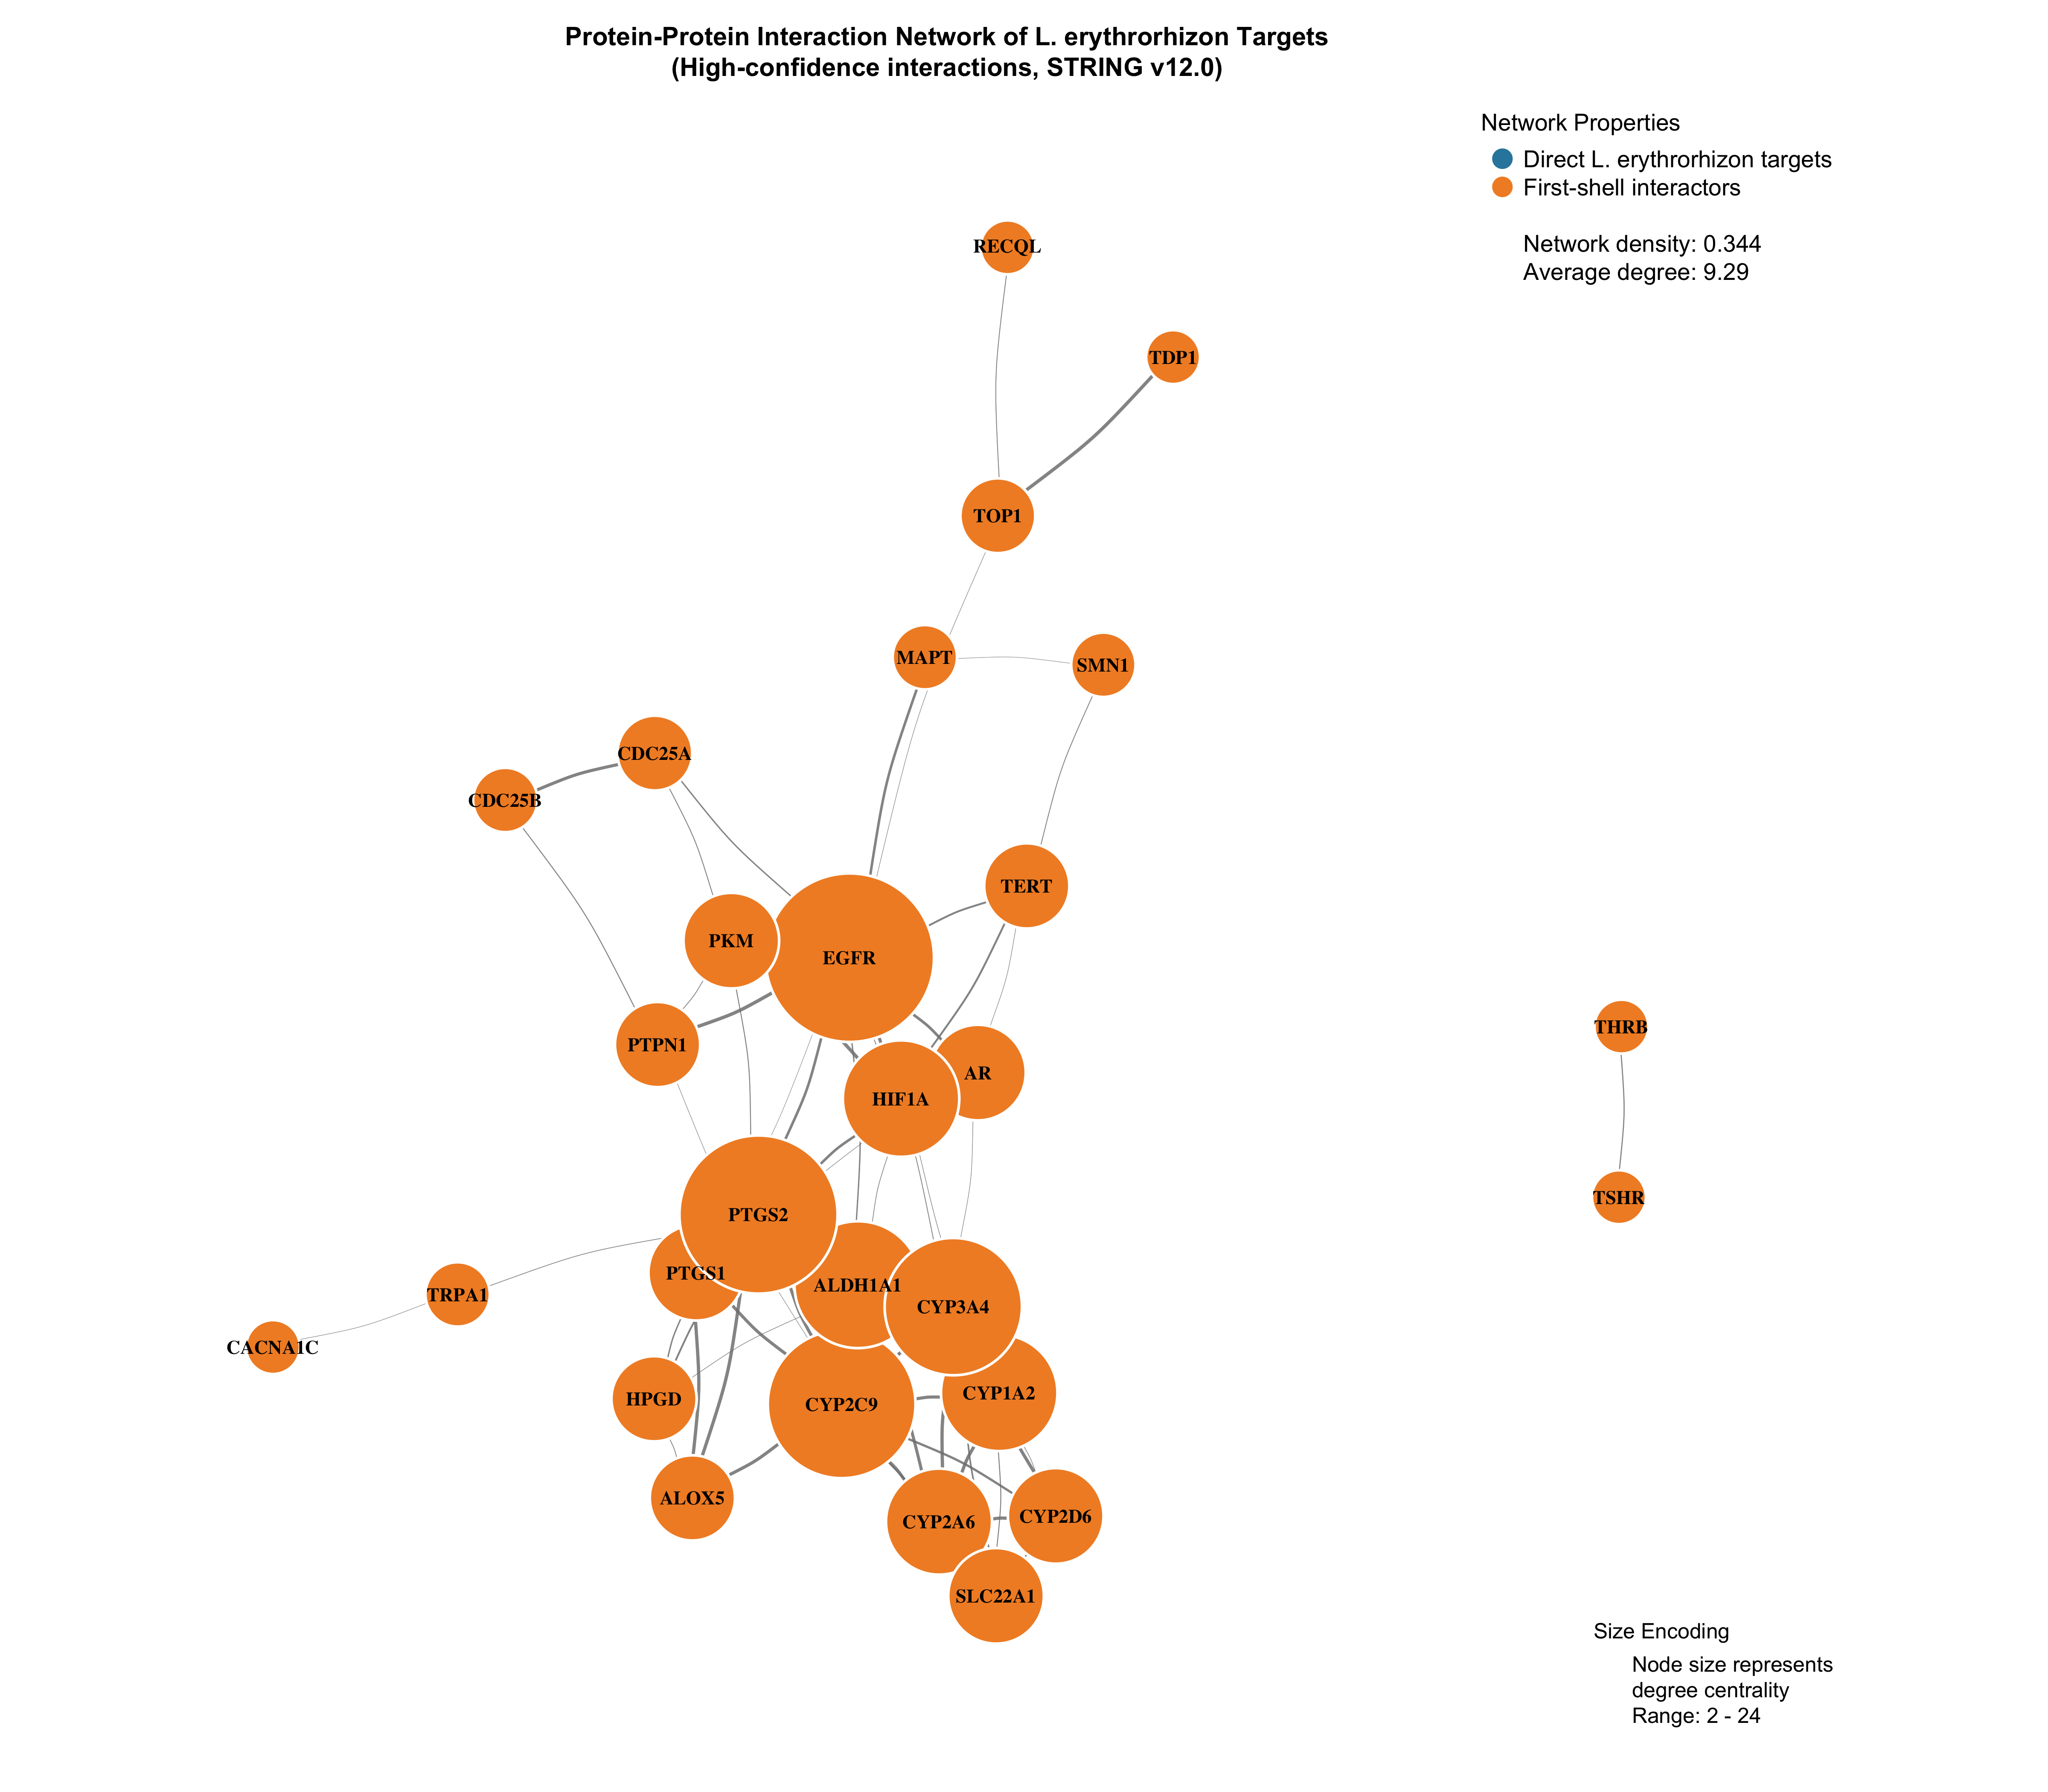 Protein-Protein Interaction Network of L. erythrorhizon Targets
(High-confidence interactions, STRING v12.0)
Network Properties
Direct L. erythrorhizon targets
First-shell interactors
Network density: 0.344
Average degree: 9.29
RECQL
TDP1
TOP1
MAPT
SMN1
CDC25A
CDC25B
TERT
PKM
EGFR
THRB
PTPN1
AR
HIF1A
TSHR
PTGS2
PTGS1
ALDH1A1
TRPA1
CYP3A4
CACNA1C
HPGD
CYP2C9
CYP1A2
ALOX5
CYP2A6
CYP2D6
SLC22A1
Size Encoding
Node size represents
degree centrality
Range: 2 - 24